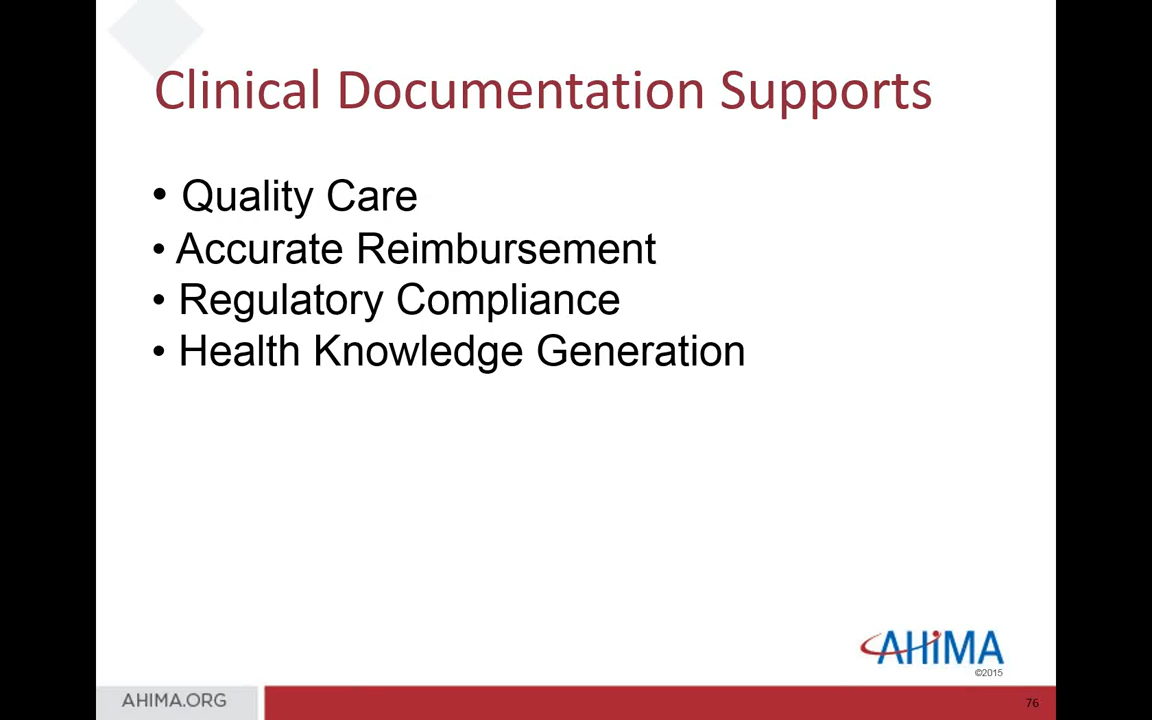 Clinical Documentation Supports
• Quality Care
• Accurate Reimbursement
• Regulatory Compliance
• Health Knowledge Generation
AHiMA
©2015
AHIMA.ORG
76